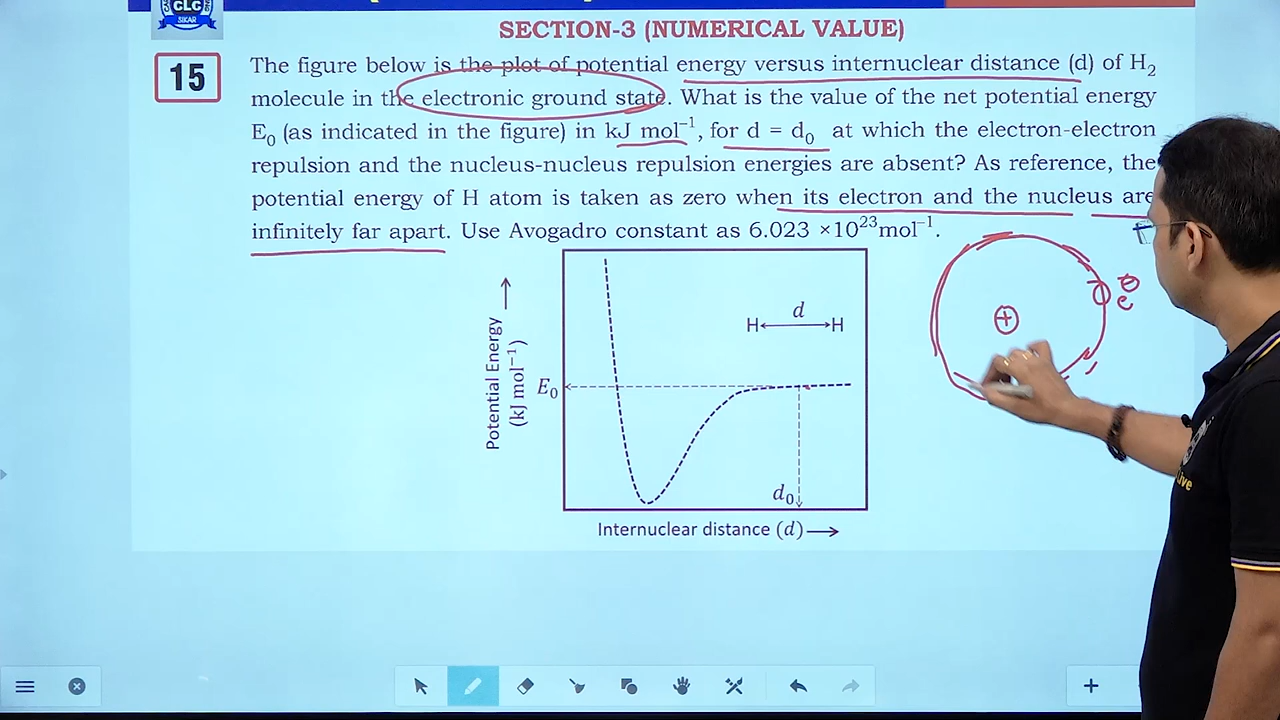 CLC
SIKAR
SECTION-3 (NUMERICAL VALUE)
15
The figure below is the plot of potential energy versus internuclear distance (d) of H₂
molecule in the electronic ground state. What is the value of the net potential energy
E₀ (as indicated in the figure) in kJ mol⁻¹, for d = d₀ at which the electron-electron
repulsion and the nucleus-nucleus repulsion energies are absent? As reference, the
potential energy of H atom is taken as zero when its electron and the nucleus are
infinitely far apart. Use Avogadro constant as 6.023 ×10²³mol⁻¹.
Potential Energy
(kJ mol⁻¹)
H
d
H
E₀
d₀
Internuclear distance (d)
+
⊖
e